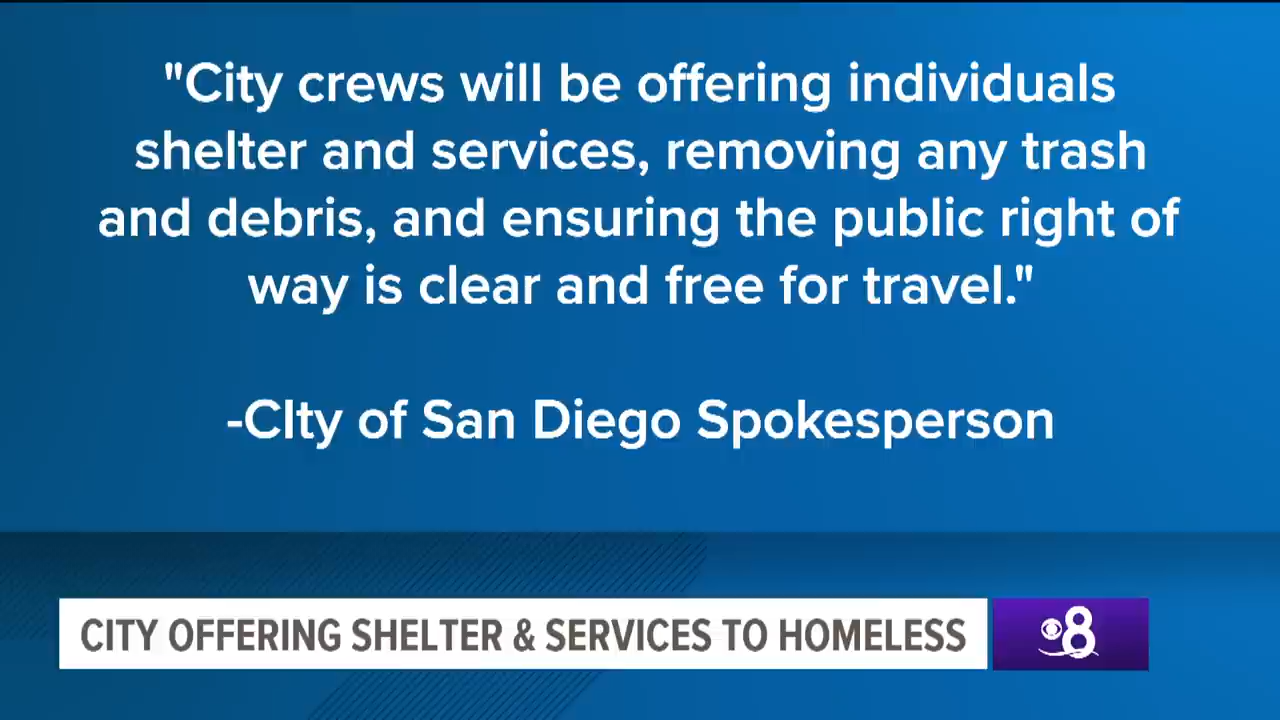 "City crews will be offering individuals
shelter and services, removing any trash
and debris, and ensuring the public right of
way is clear and free for travel."
-CIty of San Diego Spokesperson
CITY OFFERING SHELTER & SERVICES TO HOMELESS
8